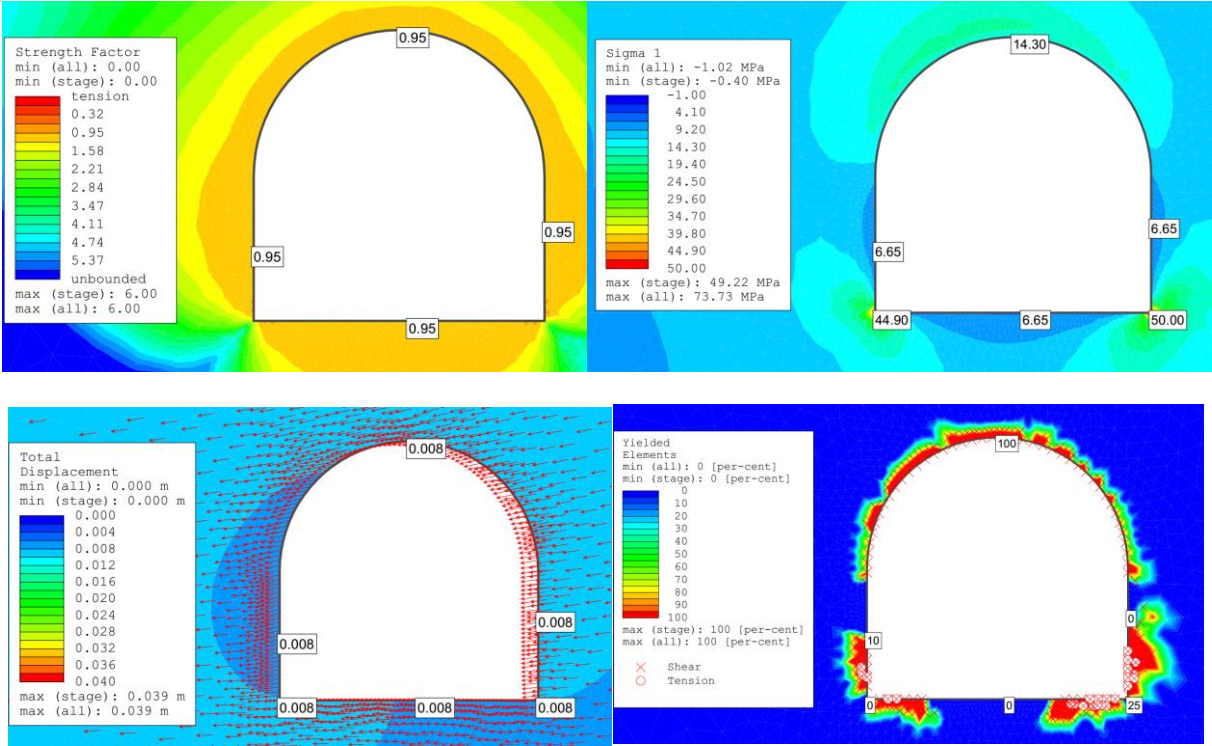 Strength Factor
min (all): 0.00
min (stage): 0.00
tension
0.32
0.95
1.58
2.21
2.84
3.47
4.11
4.74
5.37
unbounded
max (stage): 6.00
max (all): 6.00
0.95
0.95
0.95
0.95
Sigma 1
min (all): -1.02 MPa
min (stage): -0.40 MPa
-1.00
4.10
9.20
14.30
19.40
24.50
29.60
34.70
39.80
44.90
50.00
max (stage): 49.22 MPa
max (all): 73.73 MPa
14.30
6.65
6.65
44.90
6.65
50.00
Total
Displacement
min (all): 0.000 m
min (stage): 0.000 m
0.000
0.004
0.008
0.012
0.016
0.020
0.024
0.028
0.032
0.036
0.040
max (stage): 0.039 m
max (all): 0.039 m
0.008
0.008
0.008
0.008
0.008
0.008
Yielded
Elements
min (all): 0 [per-cent]
min (stage): 0 [per-cent]
0
10
20
30
40
50
60
70
80
90
100
max (stage): 100 [per-cent]
max (all): 100 [per-cent]
Shear
Tension
100
0
10
0
0
25